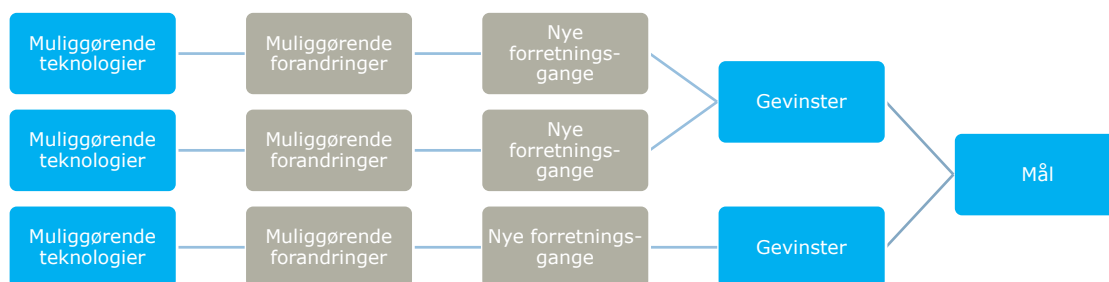 Muliggørende
teknologier
Muliggørende
forandringer
Nye
forretnings-
gange
Gevinster
Muliggørende
teknologier
Muliggørende
forandringer
Nye
forretnings-
gange
Mål
Muliggørende
teknologier
Muliggørende
forandringer
Nye forretnings-
gange
Gevinster